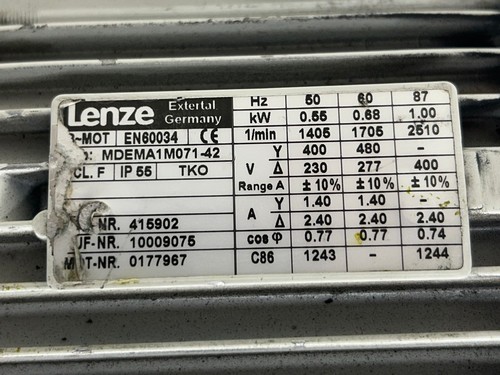 Lenze Extertal Germany
-MOT EN60034 CE
: MDEMA1M071-42
CL. F IP 55 TKO
NR. 415902
UF-NR. 10009075
M T-NR. 0177967
Hz 50 60 87
kW 0.55 0.68 1.00
1/min 1405 1705 2510
Y 400 480 -
V Δ 230 277 400
Range A ± 10% ± 10% ± 10%
Y 1.40 1.40 -
A Δ 2.40 2.40 2.40
cos φ 0.77 0.77 0.74
C86 1243 - 1244